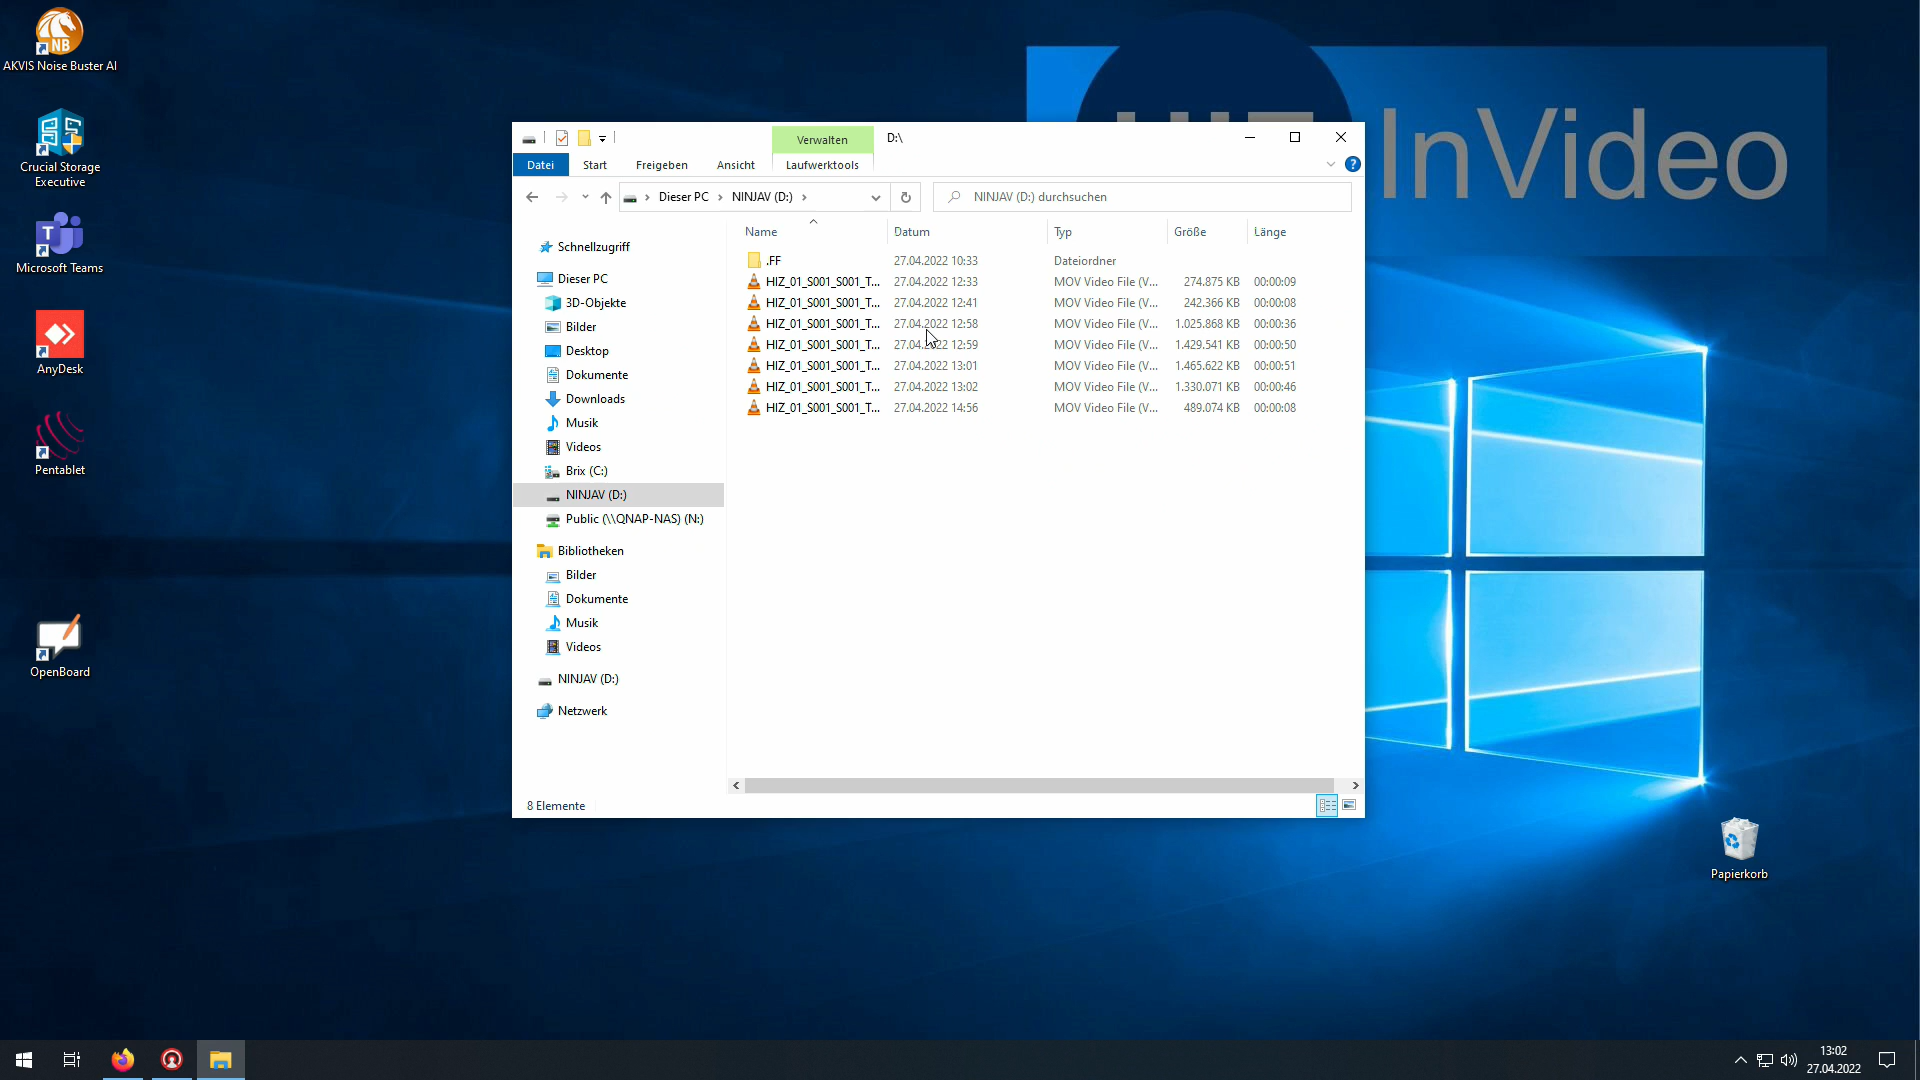 NB
AKVIS Noise Buster AI
Crucial Storage
Executive
T
Microsoft Teams
AnyDesk
Pentablet
OpenBoard
InVideo
Verwalten
D:\
Datei
Start
Freigeben
Ansicht
Laufwerktools
?
Dieser PC
NINJAV (D:)
NINJAV (D:) durchsuchen
Schnellzugriff
Dieser PC
3D-Objekte
Bilder
Desktop
Dokumente
Downloads
Musik
Videos
Brix (C:)
NINJAV (D:)
Public (\\QNAP-NAS) (N:)
Bibliotheken
Bilder
Dokumente
Musik
Videos
NINJAV (D:)
Netzwerk
Name Datum Typ Größe Länge
.FF 27.04.2022 10:33 Dateiordner
HIZ_01_S001_S001_T... 27.04.2022 12:33 MOV Video File (V... 274.875 KB 00:00:09
HIZ_01_S001_S001_T... 27.04.2022 12:41 MOV Video File (V... 242.366 KB 00:00:08
HIZ_01_S001_S001_T... 27.04.2022 12:58 MOV Video File (V... 1.025.868 KB 00:00:36
HIZ_01_S001_S001_T... 27.04.2022 12:59 MOV Video File (V... 1.429.541 KB 00:00:50
HIZ_01_S001_S001_T... 27.04.2022 13:01 MOV Video File (V... 1.465.622 KB 00:00:51
HIZ_01_S001_S001_T... 27.04.2022 13:02 MOV Video File (V... 1.330.071 KB 00:00:46
HIZ_01_S001_S001_T... 27.04.2022 14:56 MOV Video File (V... 489.074 KB 00:00:08
8 Elemente
Papierkorb
13:02
27.04.2022